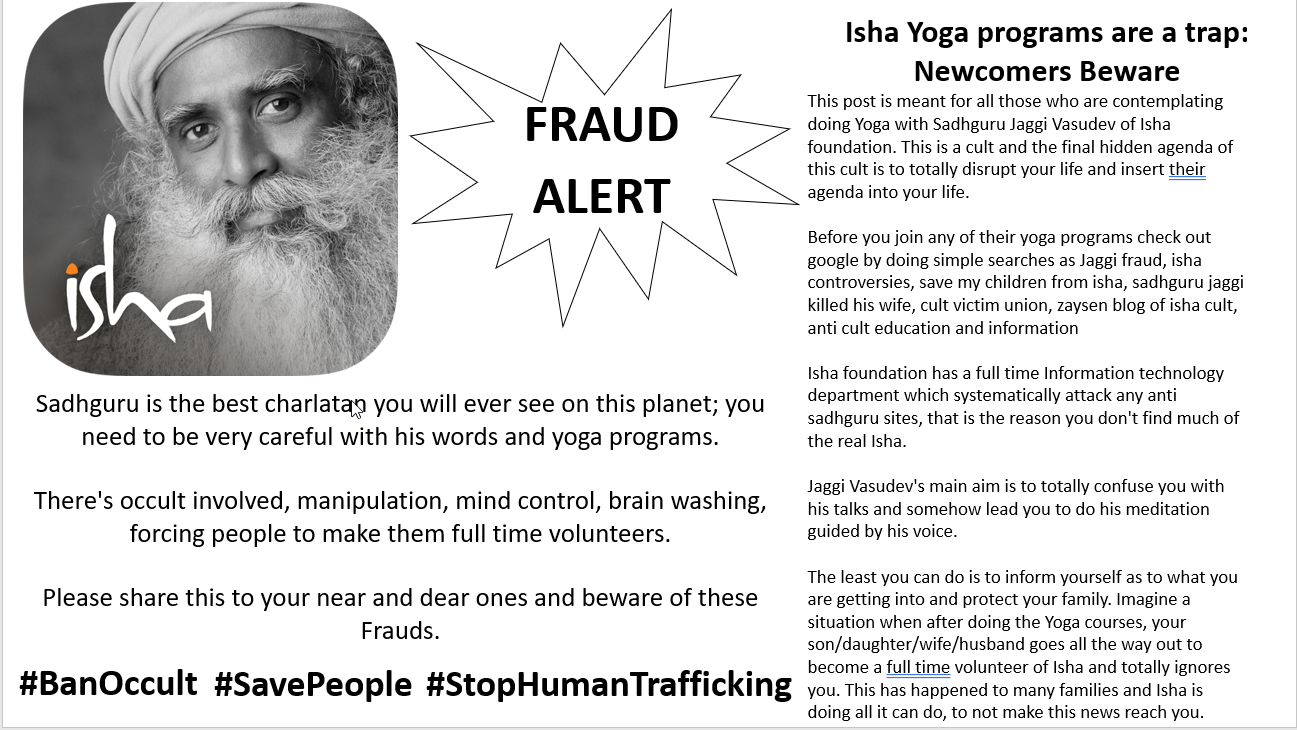 isha
FRAUD
ALERT
Sadhguru is the best charlatan you will ever see on this planet; you
need to be very careful with his words and yoga programs.
There's occult involved, manipulation, mind control, brain washing,
forcing people to make them full time volunteers.
Please share this to your near and dear ones and beware of these
Frauds.
#BanOccult #SavePeople #StopHumanTrafficking
Isha Yoga programs are a trap:
Newcomers Beware
This post is meant for all those who are contemplating
doing Yoga with Sadhguru Jaggi Vasudev of Isha
foundation. This is a cult and the final hidden agenda of
this cult is to totally disrupt your life and insert their
agenda into your life.
Before you join any of their yoga programs check out
google by doing simple searches as Jaggi fraud, isha
controversies, save my children from isha, sadhguru jaggi
killed his wife, cult victim union, zaysen blog of isha cult,
anti cult education and information
Isha foundation has a full time Information technology
department which systematically attack any anti
sadhguru sites, that is the reason you don't find much of
the real Isha.
Jaggi Vasudev's main aim is to totally confuse you with
his talks and somehow lead you to do his meditation
guided by his voice.
The least you can do is to inform yourself as to what you
are getting into and protect your family. Imagine a
situation when after doing the Yoga courses, your
son/daughter/wife/husband goes all the way out to
become a full time volunteer of Isha and totally ignores
you. This has happened to many families and Isha is
doing all it can do, to not make this news reach you.